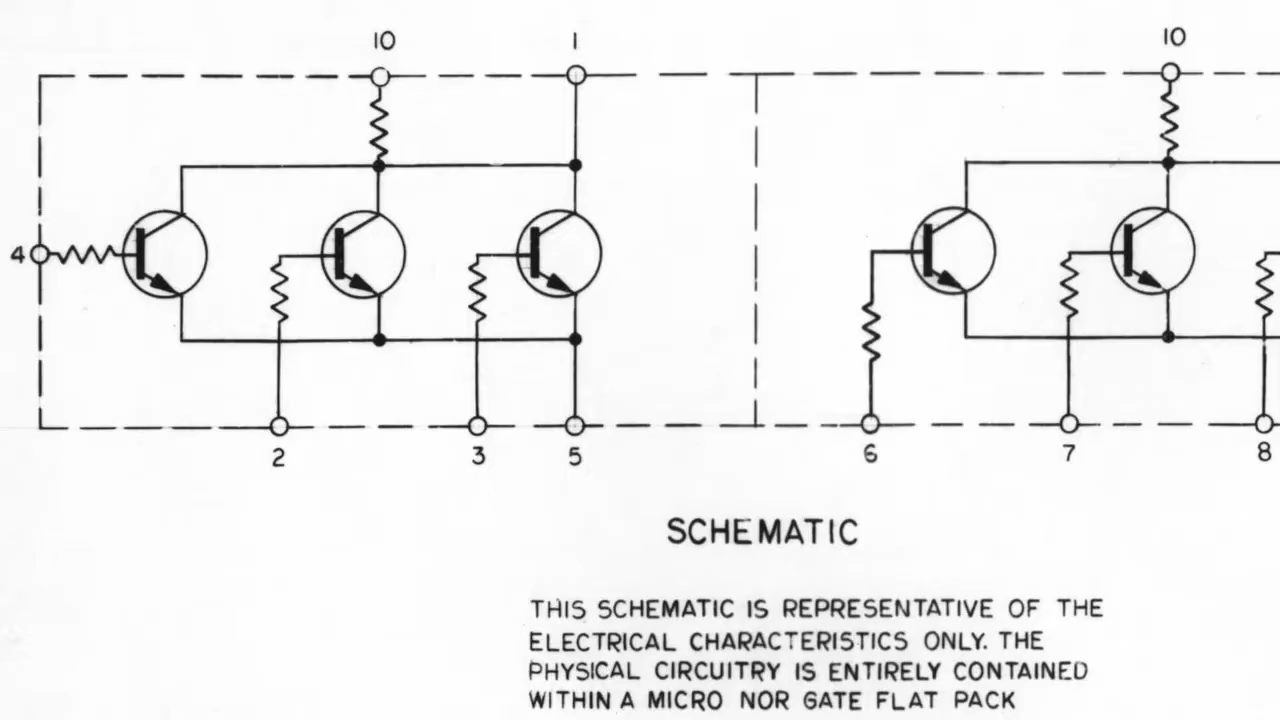 10 1 10
4
2 3 5 6 7 8
SCHEMATIC
THIS SCHEMATIC IS REPRESENTATIVE OF THE
ELECTRICAL CHARACTERISTICS ONLY. THE
PHYSICAL CIRCUITRY IS ENTIRELY CONTAINED
WITHIN A MICRO NOR GATE FLAT PACK